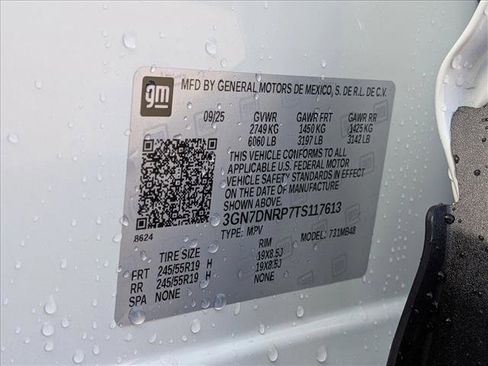 gm
MFD BY GENERAL MOTORS DE MEXICO, S. DE R.L. DE C.V.
09/25 GVWR GAWR FRT GAWR RR
2749 KG 1450 KG 1425 KG
6060 LB 3197 LB 3142 LB
THIS VEHICLE CONFORMS TO ALL
APPLICABLE U.S. FEDERAL MOTOR
VEHICLE SAFETY STANDARDS IN EFFECT
ON THE DATE OF MANUFACTURE
SHOWN ABOVE.
3GN7DNRP7TS117613
8624
TYPE: MPV MODEL: 731MB48
TIRE SIZE RIM
FRT 245/55R19 H 19X8.5J
RR 245/55R19 H 19X8.5J
SPA NONE NONE